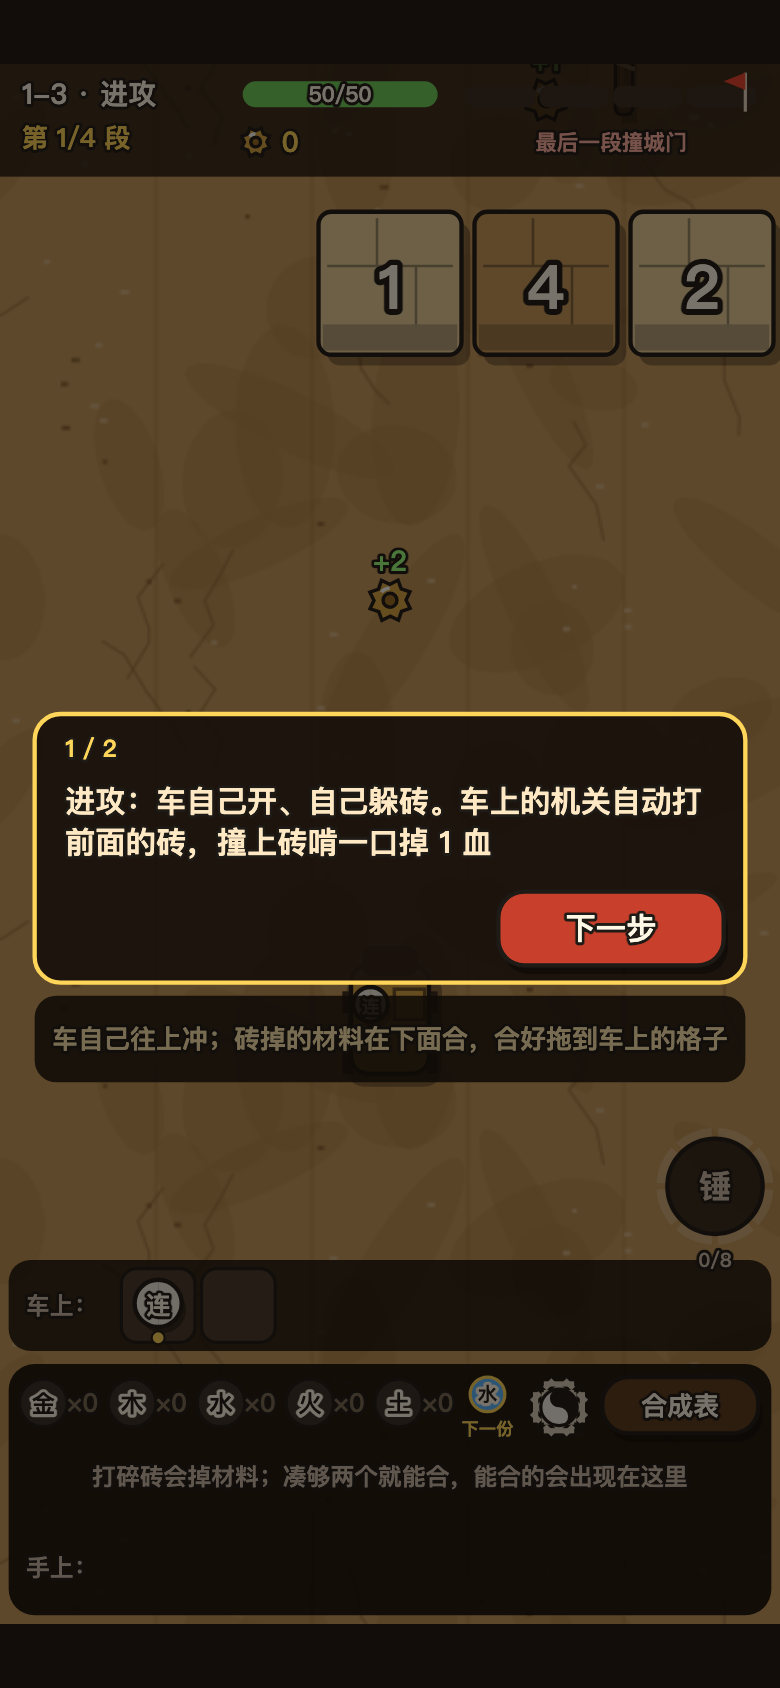 1–3 · 进攻
50/50
第 1/4 段
0
最后一段撞城门
1
4
2
+2
1 / 2
进攻：车自己开、自己躲砖。车上的机关自动打
前面的砖，撞上砖啃一口掉 1 血
下一步
连
车自己往上冲；砖掉的材料在下面合，合好拖到车上的格子
锤
0/8
车上：
连
金 ×0 木 ×0 水 ×0 火 ×0 土 ×0 水 合成表
下一份
打碎砖会掉材料；凑够两个就能合，能合的会出现在这里
手上：